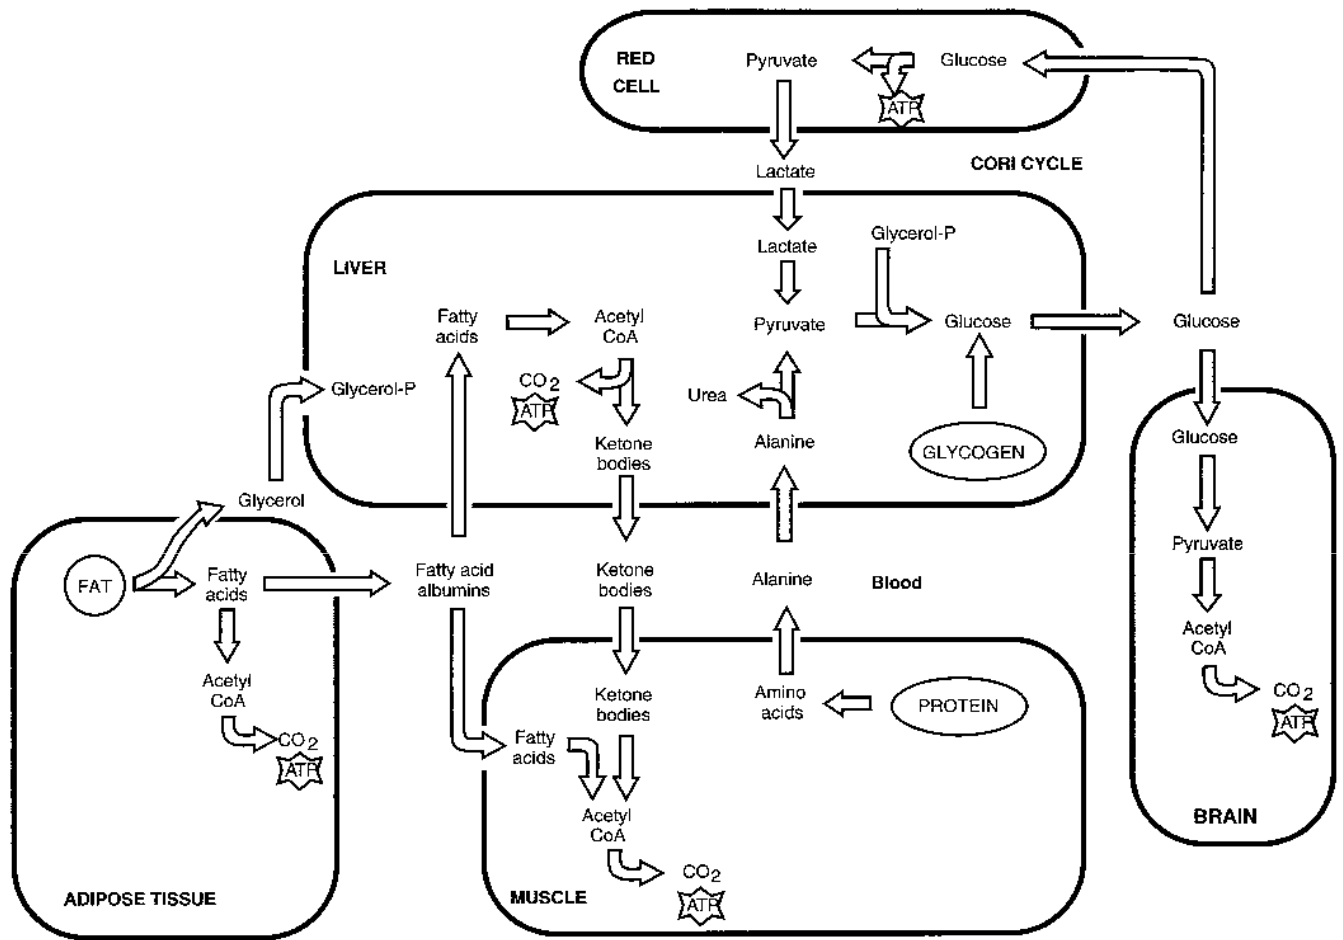 RED
CELL
Pyruvate
Glucose
ATP
CORI CYCLE
Lactate
LIVER
Lactate
Glycerol-P
Fatty
acids
Acetyl
CoA
Pyruvate
Glucose
Glucose
Glycerol-P
CO2
ATP
Urea
Ketone
bodies
Alanine
GLYCOGEN
Glucose
Glycerol
Pyruvate
FAT
Fatty
acids
Fatty acid
albumins
Ketone
bodies
Alanine
Blood
Acetyl
CoA
Acetyl
CoA
CO2
ATP
Ketone
bodies
Amino
acids
PROTEIN
CO2
ATP
Fatty
acids
Acetyl
CoA
CO2
ATP
BRAIN
MUSCLE
ADIPOSE TISSUE